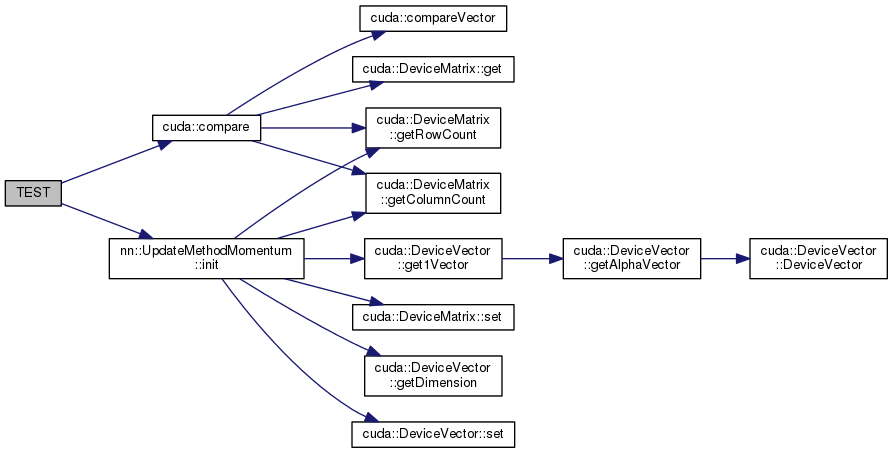 cuda::compareVector
cuda::DeviceMatrix::get
cuda::compare
cuda::DeviceMatrix
::getRowCount
TEST
cuda::DeviceMatrix
::getColumnCount
nn::UpdateMethodMomentum
::init
cuda::DeviceVector
::get1Vector
cuda::DeviceVector
::getAlphaVector
cuda::DeviceVector
::DeviceVector
cuda::DeviceMatrix::set
cuda::DeviceVector
::getDimension
cuda::DeviceVector::set